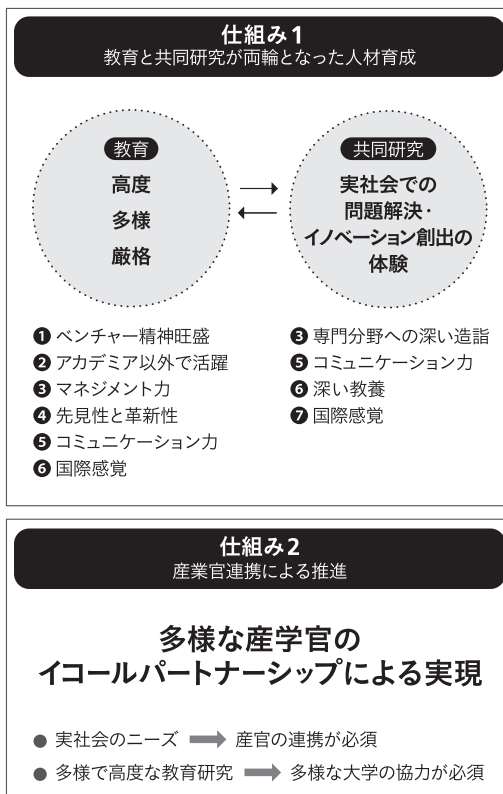 仕組み1
教育と共同研究が両輪となった人材育成
教育
高度
多様
厳格
共同研究
実社会での
問題解決・
イノベーション創出の
体験
❶ ベンチャー精神旺盛
❷ アカデミア以外で活躍
❸ マネジメント力
❹ 先見性と革新性
❺ コミュニケーション力
❻ 国際感覚
❸ 専門分野への深い造詣
❺ コミュニケーション力
❻ 深い教養
❼ 国際感覚
仕組み2
産業官連携による推進
多様な産学官の
イコールパートナーシップによる実現
● 実社会のニーズ ➡ 産官の連携が必須
● 多様で高度な教育研究 ➡ 多様な大学の協力が必須